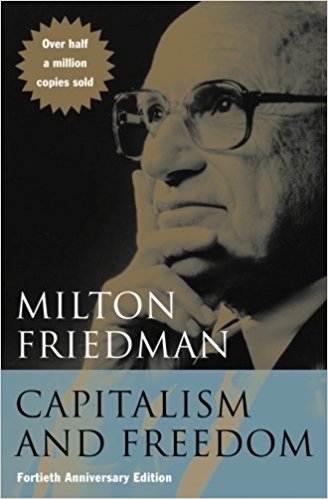 Over half
a million
copies sold
MILTON
FRIEDMAN
CAPITALISM
AND FREEDOM
Fortieth Anniversary Edition